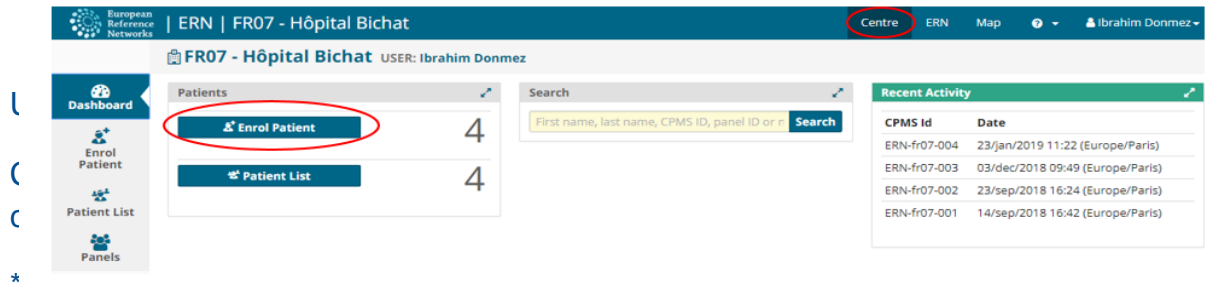 European
Reference
Networks
| ERN | FR07 - Hôpital Bichat
Centre
ERN
Map
Ibrahim Donmez
FR07 - Hôpital Bichat USER: Ibrahim Donmez
Dashboard
Enrol
Patient
Patient List
Panels
Patients
Enrol Patient
4
Patient List
4
Search
First name, last name, CPMS ID, panel ID or
Search
Recent Activity
CPMS Id Date
ERN-fr07-004 23/jan/2019 11:22 (Europe/Paris)
ERN-fr07-003 03/dec/2018 09:49 (Europe/Paris)
ERN-fr07-002 23/sep/2018 16:24 (Europe/Paris)
ERN-fr07-001 14/sep/2018 16:42 (Europe/Paris)
*